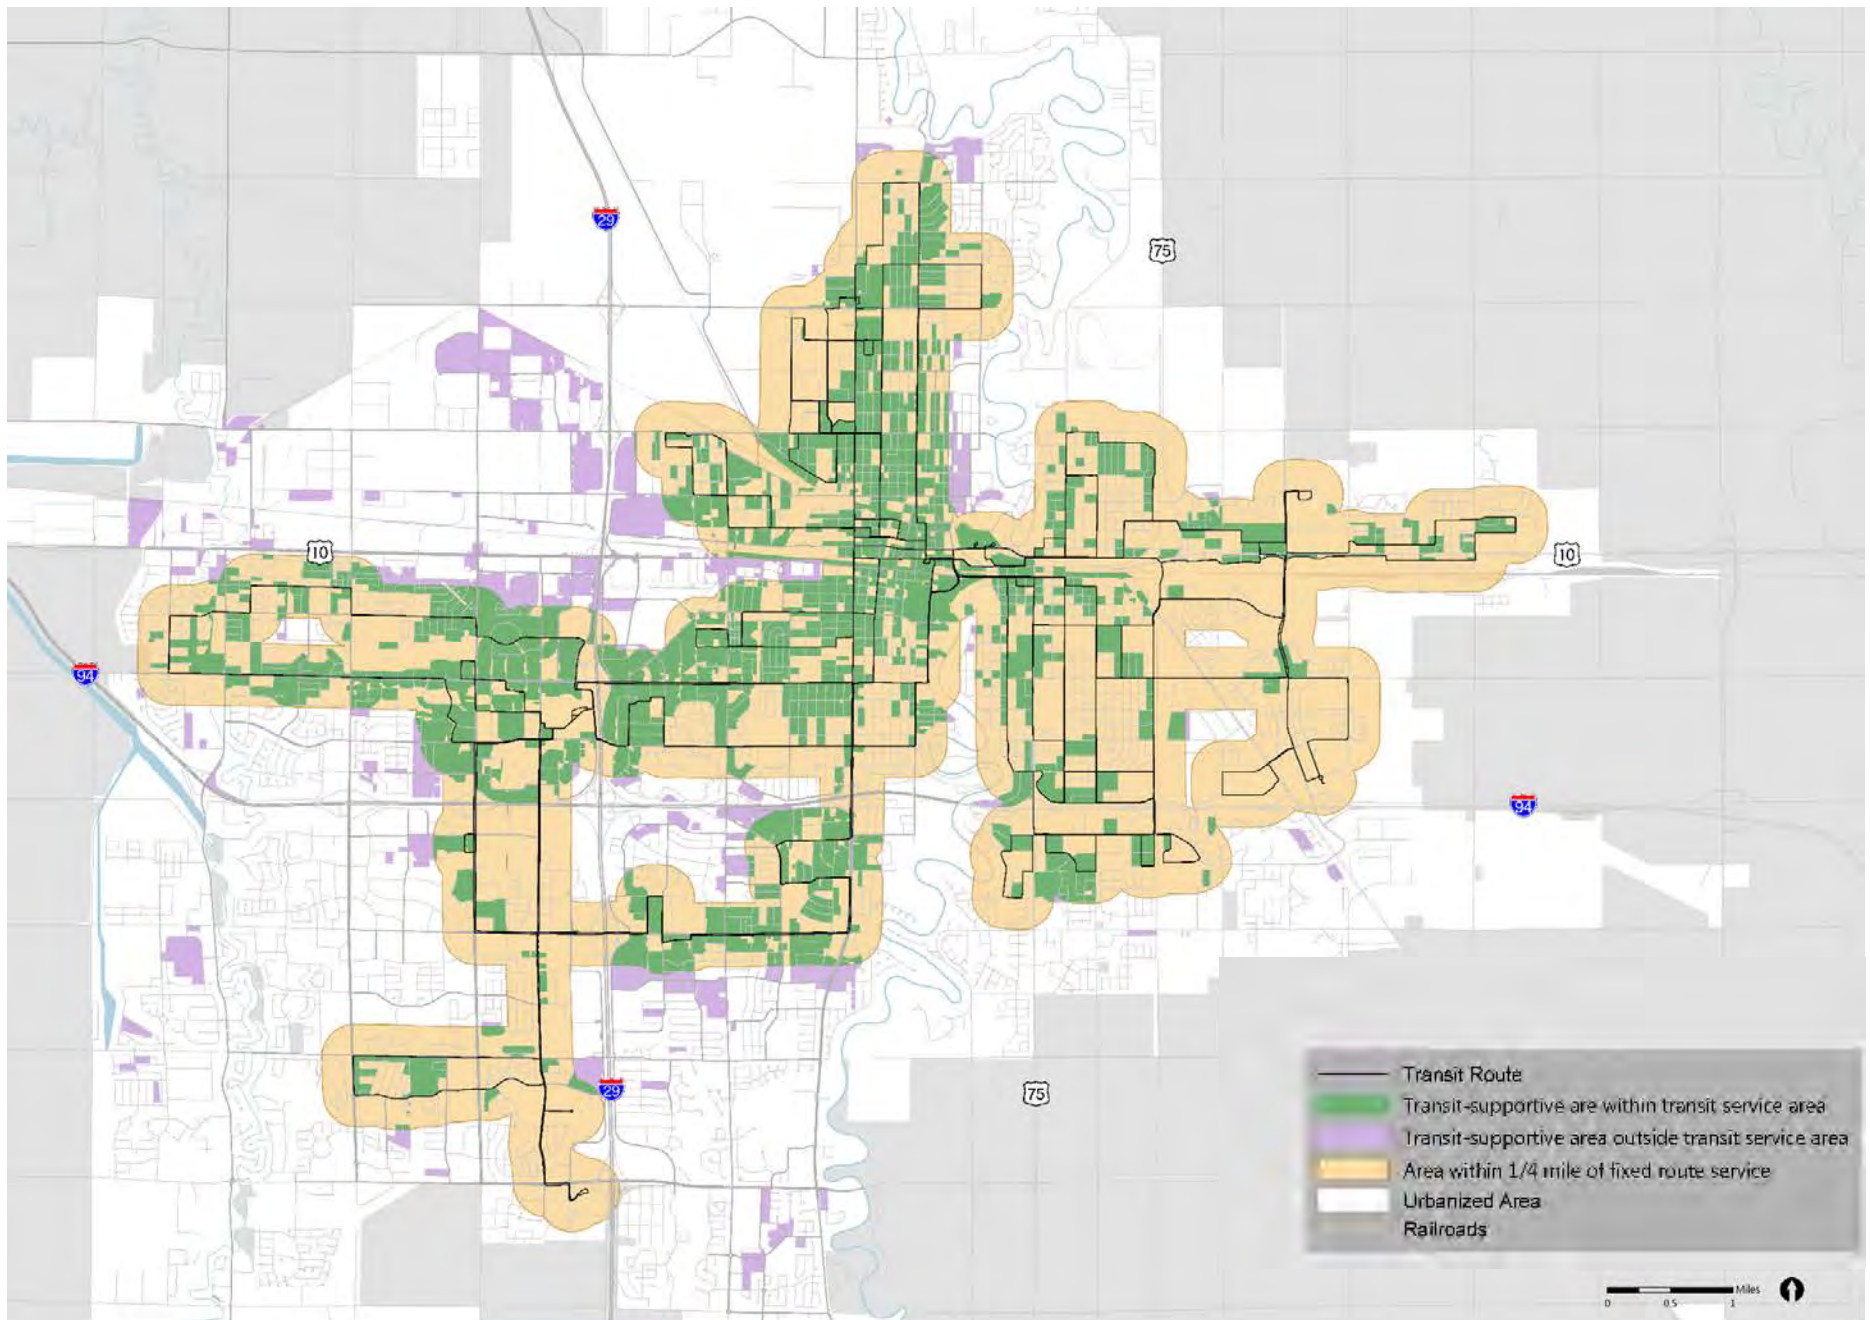 29
75
10
10
94
94
29
75
Transit Route
Transit-supportive are within transit service area
Transit-supportive area outside transit service area
Area within 1/4 mile of fixed route service
Urbanized Area
Railroads
Miles
0 0.5 1